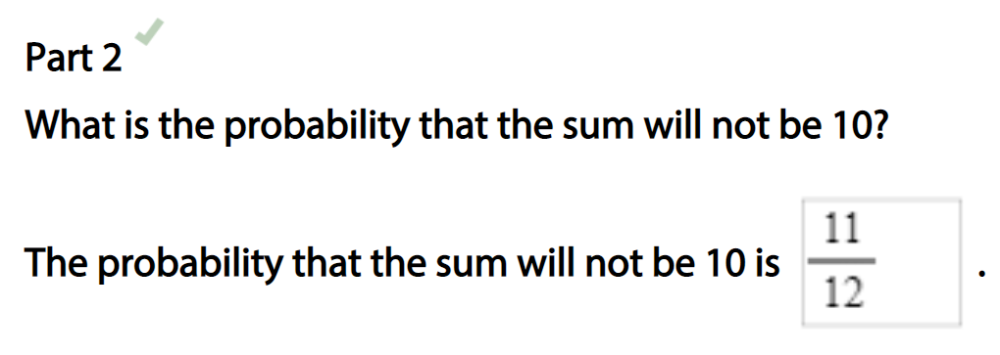 Part 2
What is the probability that the sum will not be 10?
The probability that the sum will not be 10 is 11/12.